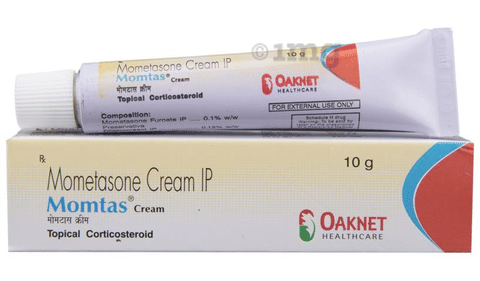 1mg
Mometasone Cream IP
10 g
Momtas® Cream
मोमटास क्रीम
Topical Corticosteroid
OAKNET
HEALTHCARE
FOR EXTERNAL USE ONLY
Composition:
Mometasone Furoate IP ..... 0.1% w/w
Preservative
Schedule H drug
Rx
Mometasone Cream IP
10 g
Momtas® Cream
मोमटास क्रीम
Topical Corticosteroid
OAKNET
HEALTHCARE